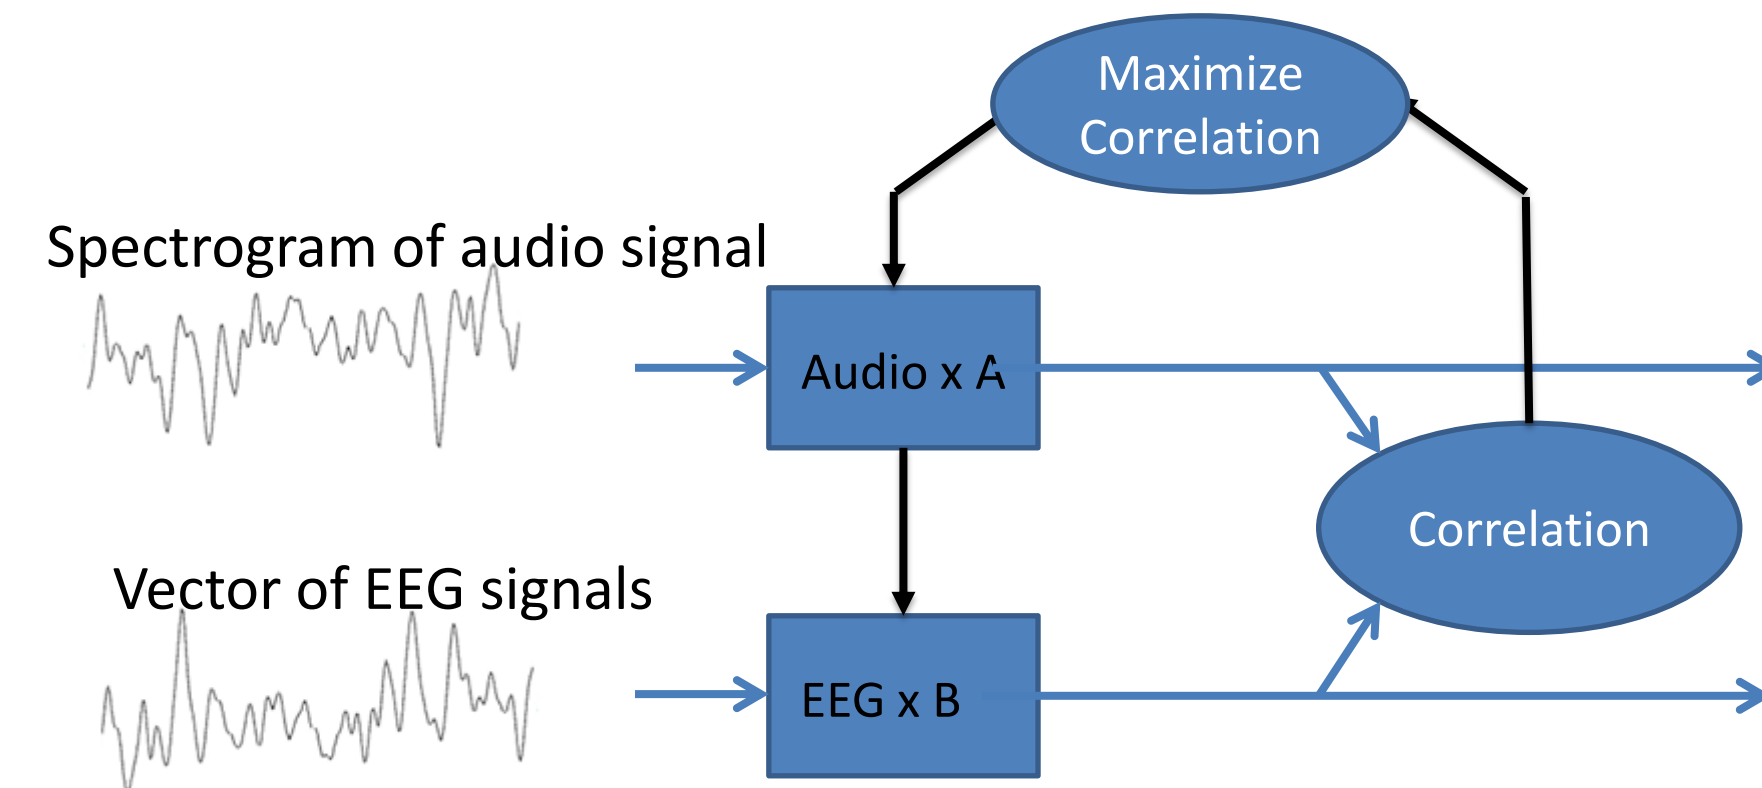 Maximize
Correlation
Spectrogram of audio signal
Audio x A
Correlation
Vector of EEG signals
EEG x B